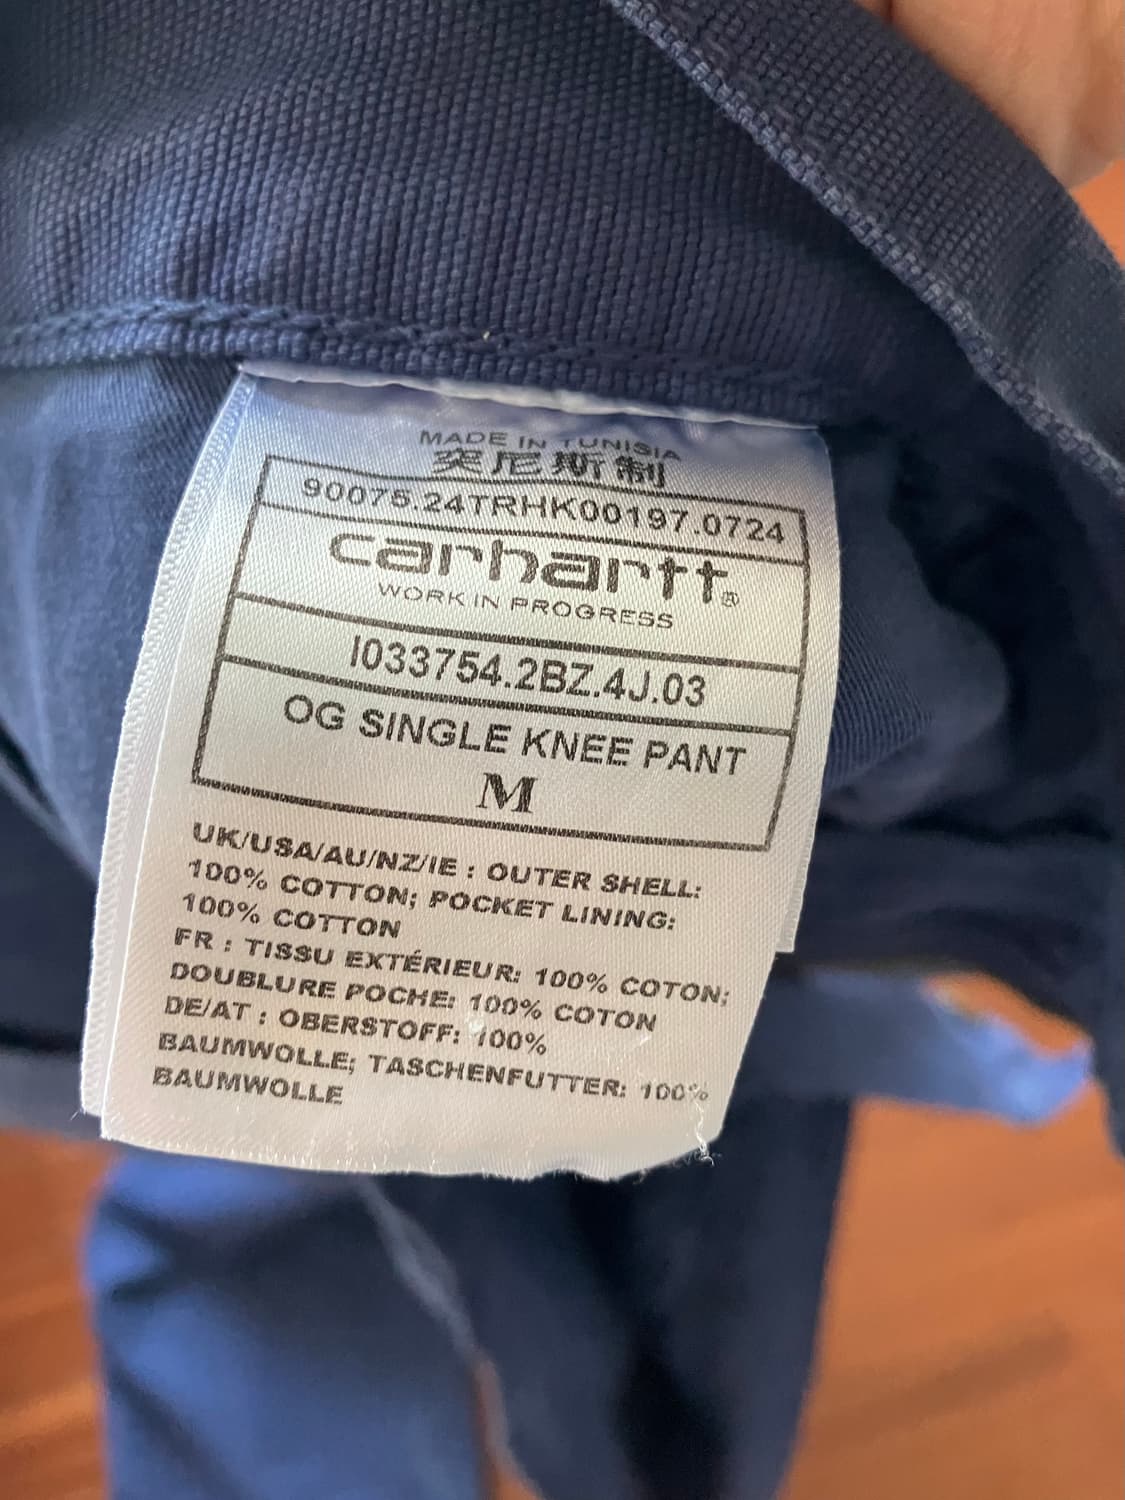 MADE IN TUNISIA
突尼斯制
90075.24TRHK00197.0724
carhartt®
WORK IN PROGRESS
I033754.2BZ.4J.03
OG SINGLE KNEE PANT
M
UK/USA/AU/NZ/IE : OUTER SHELL:
100% COTTON; POCKET LINING:
100% COTTON
FR : TISSU EXTÉRIEUR: 100% COTON;
DOUBLURE POCHE: 100% COTON
DE/AT : OBERSTOFF: 100%
BAUMWOLLE; TASCHENFUTTER: 100%
BAUMWOLLE